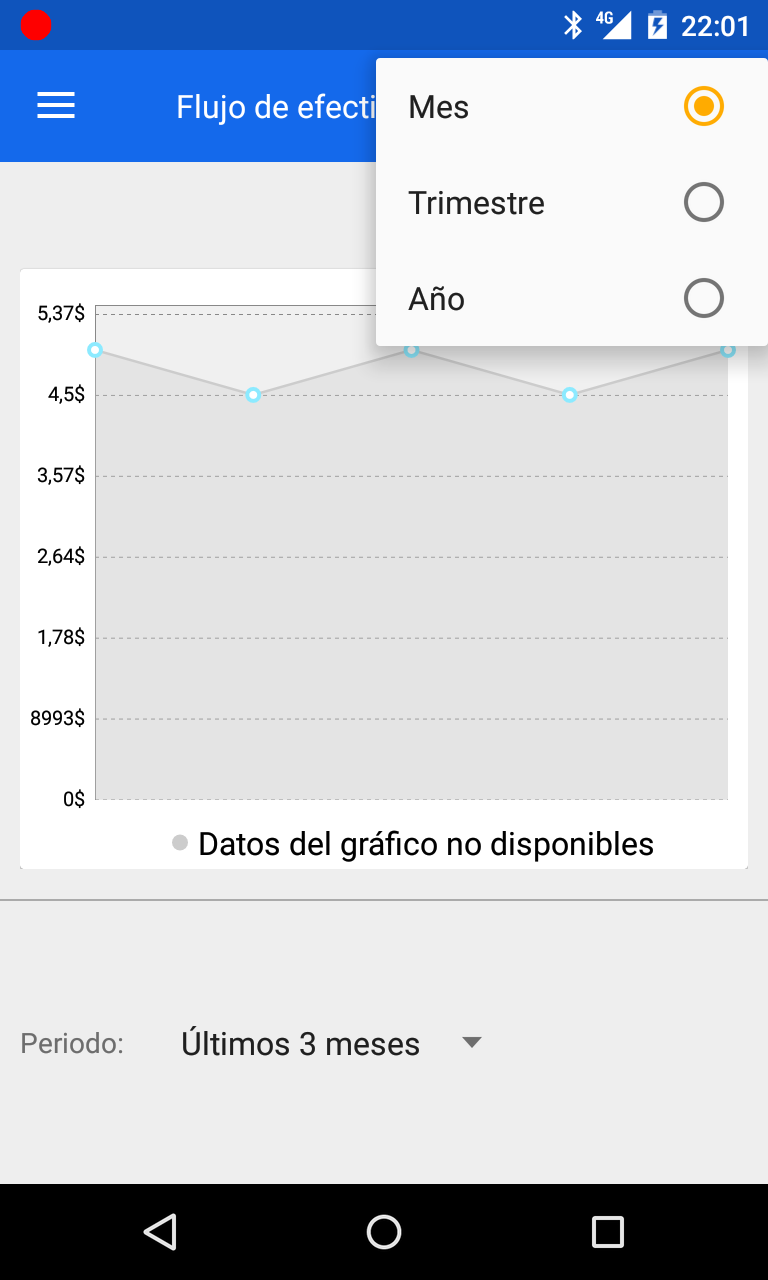 4G 22:01
Flujo de efecti
Mes
Trimestre
Año
5,37$
4,5$
3,57$
2,64$
1,78$
8993$
0$
Datos del gráfico no disponibles
Periodo: Últimos 3 meses